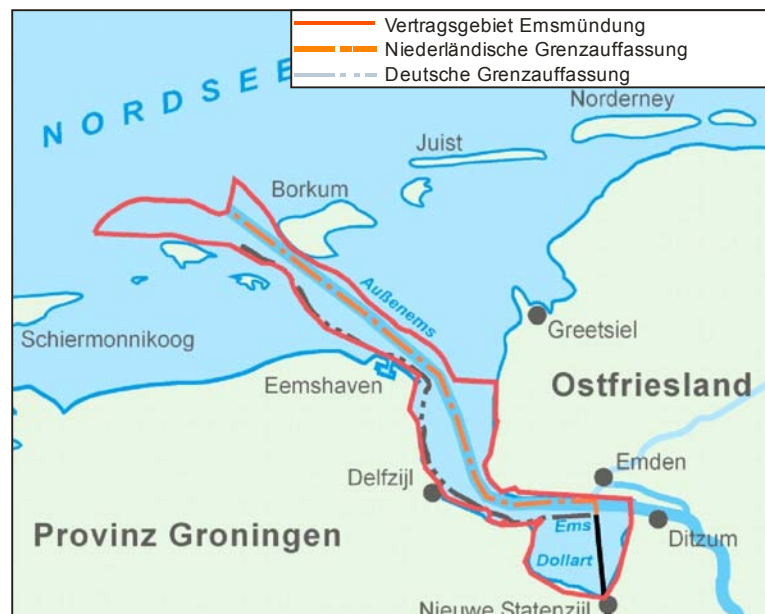 Vertragsgebiet Emsmündung
Niederländische Grenzauffassung
Deutsche Grenzauffassung
NORDSEE
Norderney
Juist
Borkum
Außenems
Schiermonnikoog
Greetsiel
Eemshaven
Ostfriesland
Delfzijl
Emden
Provinz Groningen
Ems
Ditzum
Dollart
Nieuwe Statenzijl